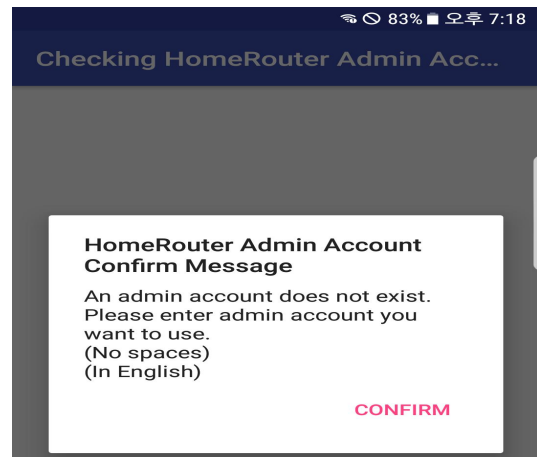 83% 오후 7:18
Checking HomeRouter Admin Acc...
HomeRouter Admin Account
Confirm Message
An admin account does not exist.
Please enter admin account you
want to use.
(No spaces)
(In English)
CONFIRM